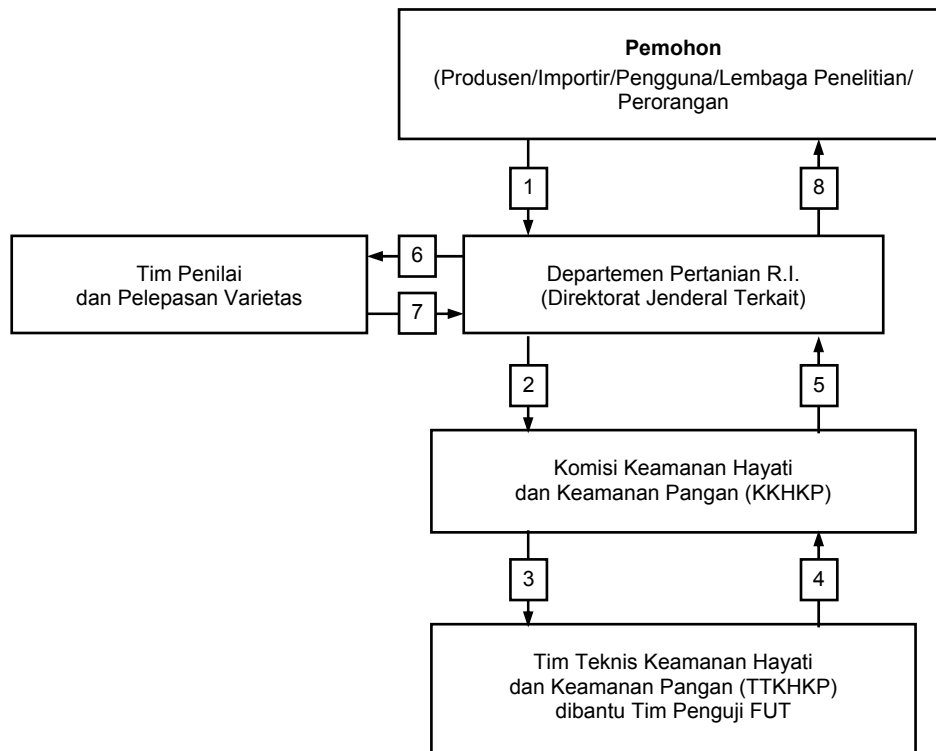 Pemohon
(Produsen/Importir/Pengguna/Lembaga Penelitian/
Perorangan
1
8
6
Tim Penilai
dan Pelepasan Varietas
Departemen Pertanian R.I.
(Direktorat Jenderal Terkait)
7
2
5
Komisi Keamanan Hayati
dan Keamanan Pangan (KKHKP)
3
4
Tim Teknis Keamanan Hayati
dan Keamanan Pangan (TTKHKP)
dibantu Tim Penguji FUT